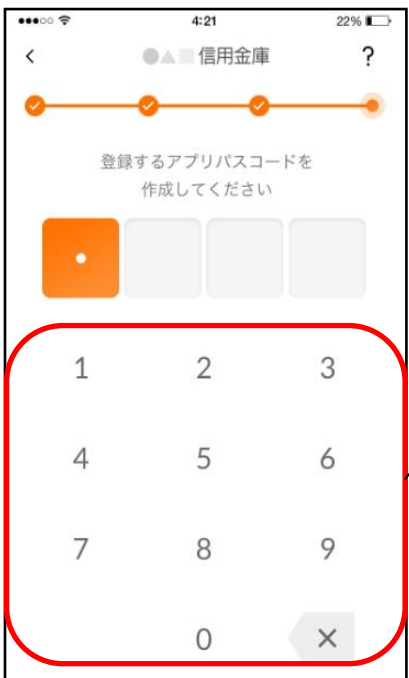 4:21 22%
●▲■信用金庫 ?
登録するアプリパスコードを
作成してください
1 2 3
4 5 6
7 8 9
0 ×